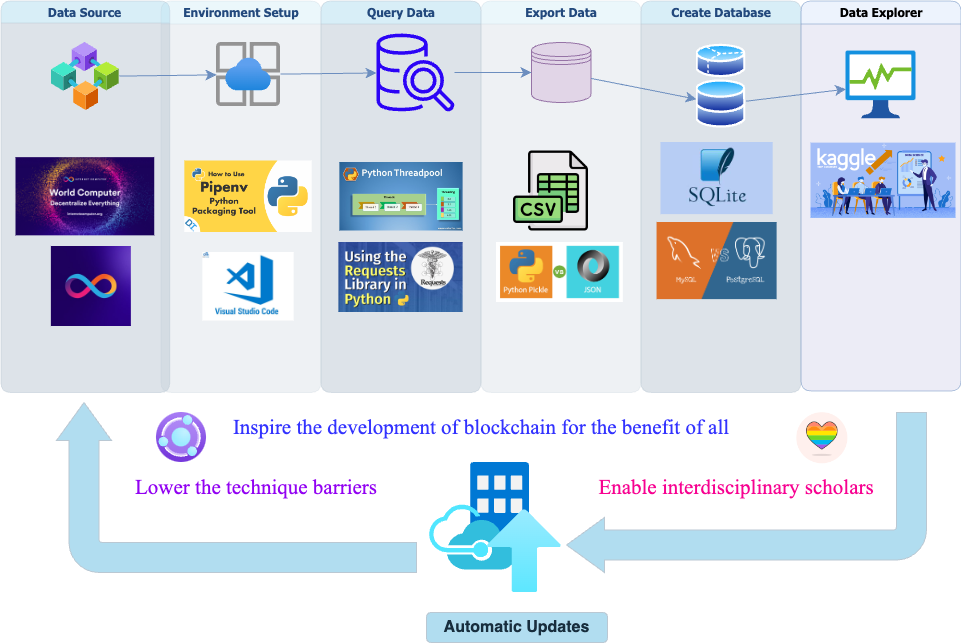 Data Source
Environment Setup
Query Data
Export Data
Create Database
Data Explorer
INTERNET COMPUTER
World Computer
Decentralize Everything
How to Use
Pipenv
Python
Packaging Tool
DT
Visual Studio Code
Python Threadpool
Using the
Requests
Library in
Python
Requests
CSV
Python Pickle
VS
JSON
SQLite
MySQL
VS
PostgreSQL
kaggle
Inspire the development of blockchain for the benefit of all
Lower the technique barriers
Enable interdisciplinary scholars
Automatic Updates